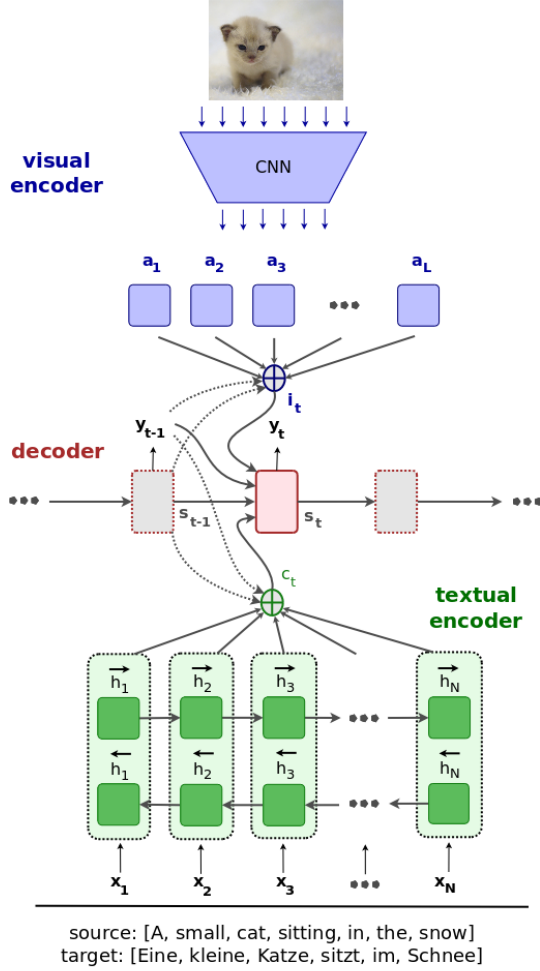 visual
encoder
CNN
a1 a2 a3 aL
it
yt-1 yt
decoder
st-1 st
ct
textual
encoder
h1 h2 h3 hN
h1 h2 h3 hN
x1 x2 x3 xN
source: [A, small, cat, sitting, in, the, snow]
target: [Eine, kleine, Katze, sitzt, im, Schnee]